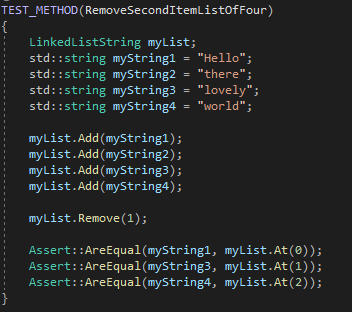 TEST_METHOD(RemoveSecondItemListOfFour)
{
    LinkedListString myList;
    std::string myString1 = "Hello";
    std::string myString2 = "there";
    std::string myString3 = "lovely";
    std::string myString4 = "world";

    myList.Add(myString1);
    myList.Add(myString2);
    myList.Add(myString3);
    myList.Add(myString4);

    myList.Remove(1);

    Assert::AreEqual(myString1, myList.At(0));
    Assert::AreEqual(myString3, myList.At(1));
    Assert::AreEqual(myString4, myList.At(2));
}